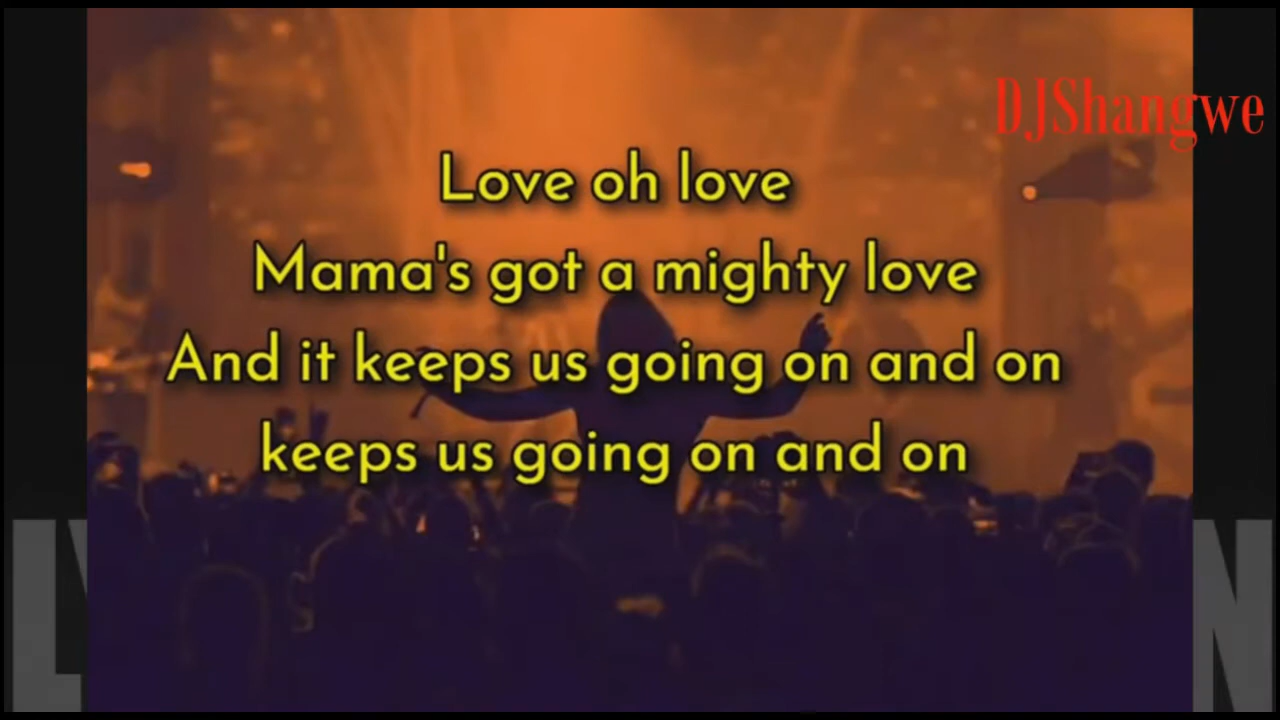 DJShangwe
Love oh love
Mama's got a mighty love
And it keeps us going on and on
keeps us going on and on